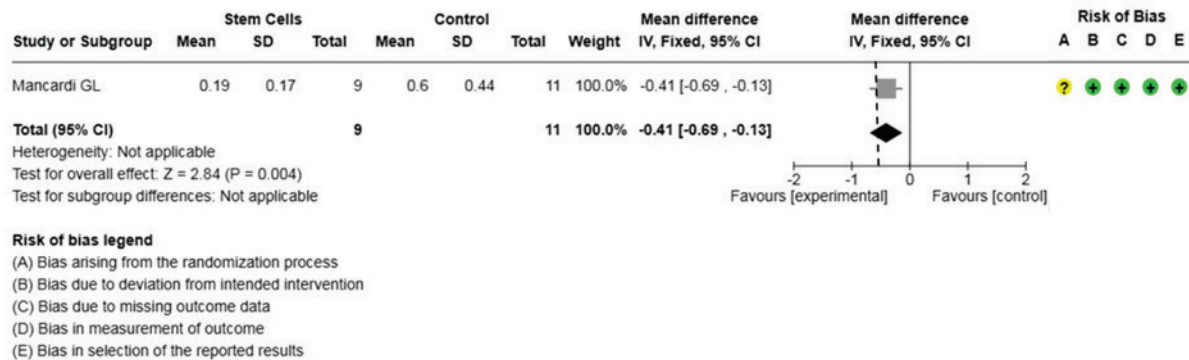 Stem Cells Control Mean difference Mean difference Risk of Bias
Study or Subgroup Mean SD Total Mean SD Total Weight IV, Fixed, 95% CI IV, Fixed, 95% CI A B C D E
Mancardi GL 0.19 0.17 9 0.6 0.44 11 100.0% -0.41 [-0.69 , -0.13] ? + + + +
Total (95% CI) 9 11 100.0% -0.41 [-0.69 , -0.13]
Heterogeneity: Not applicable
Test for overall effect: Z = 2.84 (P = 0.004)
Test for subgroup differences: Not applicable
-2 -1 0 1 2
Favours [experimental] Favours [control]
Risk of bias legend
(A) Bias arising from the randomization process
(B) Bias due to deviation from intended intervention
(C) Bias due to missing outcome data
(D) Bias in measurement of outcome
(E) Bias in selection of the reported results